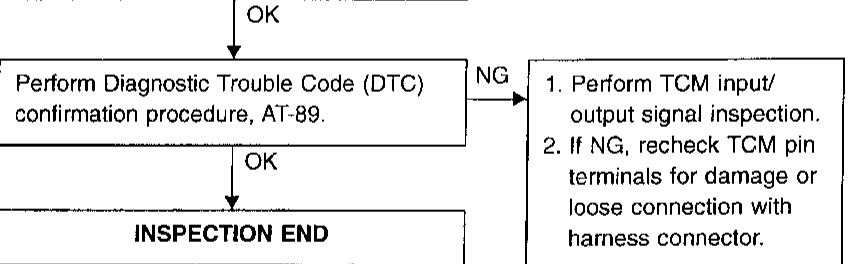 OK
Perform Diagnostic Trouble Code (DTC)
confirmation procedure, AT-89.
NG
1. Perform TCM input/
output signal inspection.
2. If NG, recheck TCM pin
terminals for damage or
loose connection with
harness connector.
OK
INSPECTION END